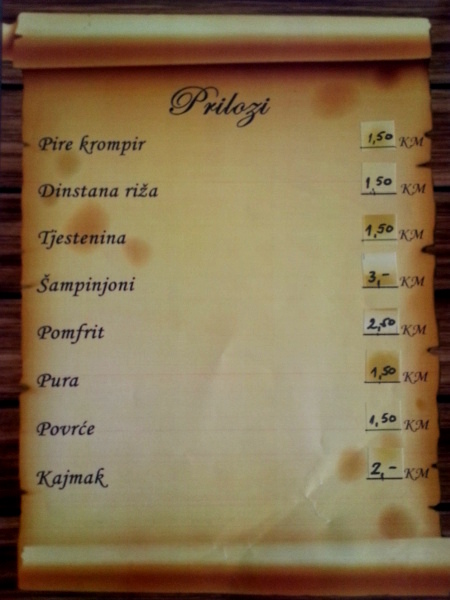 Prilozi
Pire krompir 1,50 KM
Dinstana riža 1,50 KM
Tjestenina 1,50 KM
Šampinjoni 3,- KM
Pomfrit 2,50 KM
Pura 1,50 KM
Povrće 1,50 KM
Kajmak 2,- KM